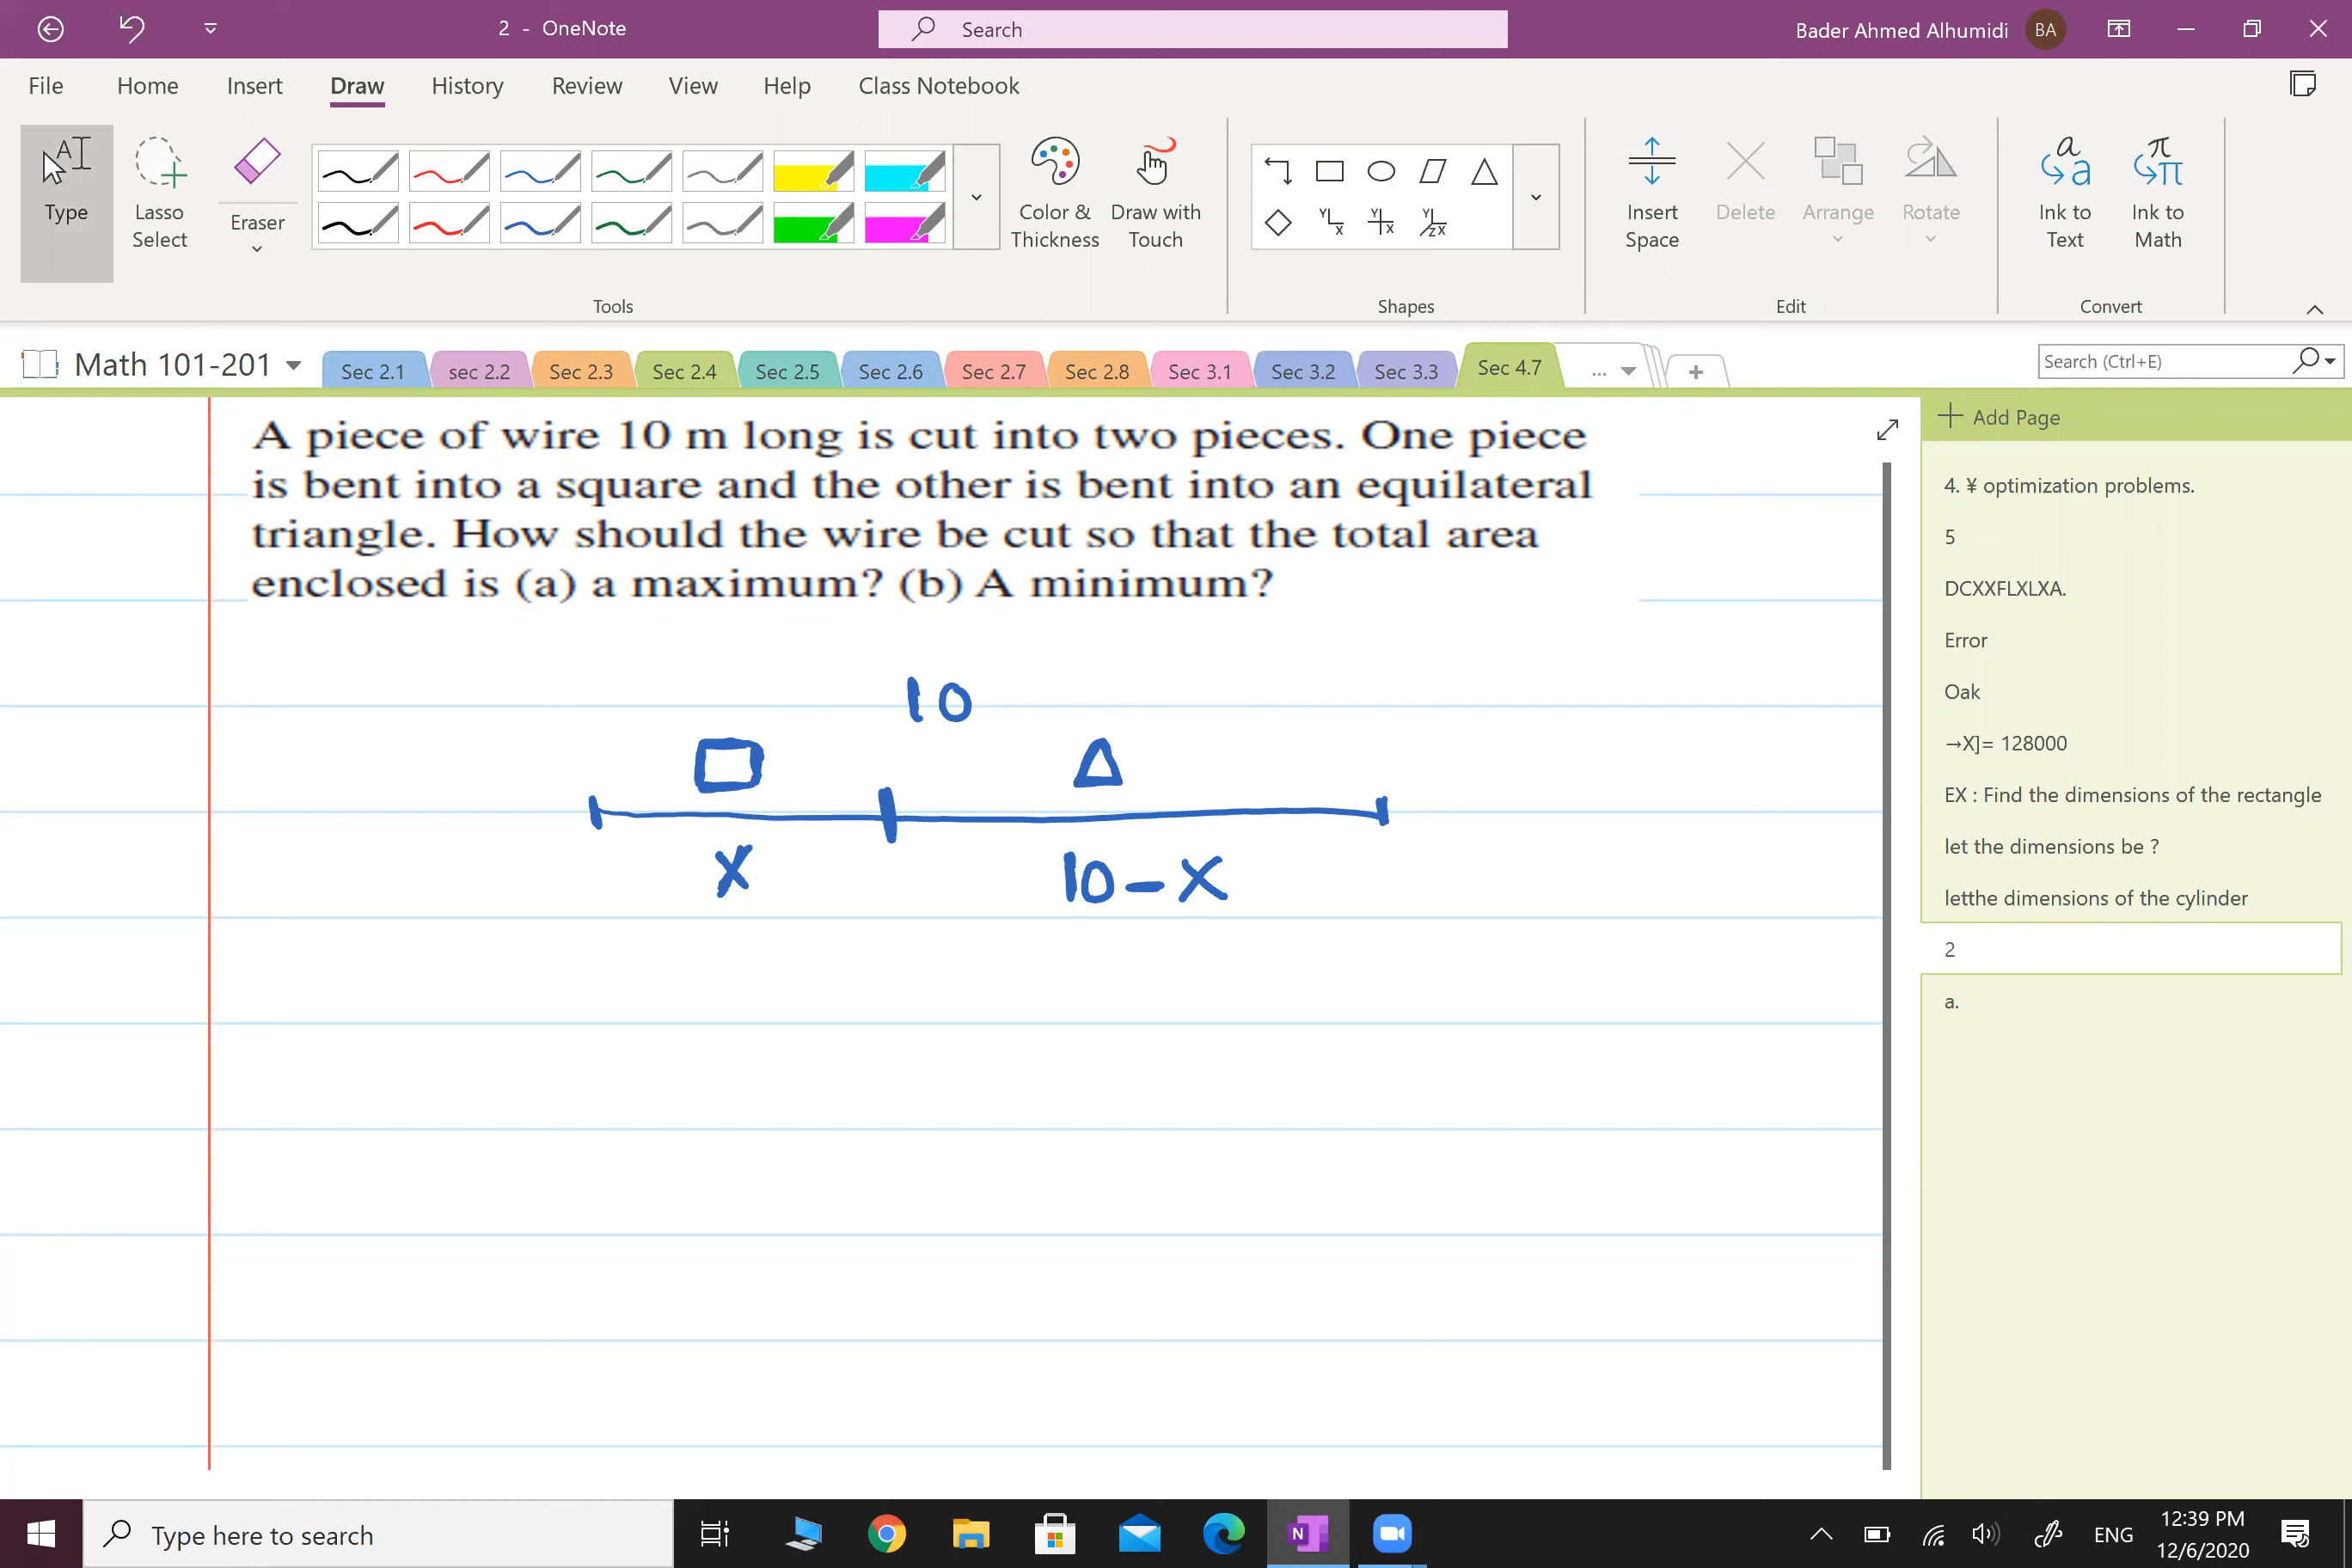 2 - OneNote
Search
Bader Ahmed Alhumidi
BA
File Home Insert Draw History Review View Help Class Notebook
Type
Lasso Select
Eraser
Color & Thickness
Draw with Touch
Insert Space
Delete
Arrange
Rotate
Ink to Text
Ink to Math
Tools
Shapes
Edit
Convert
Math 101-201
Sec 2.1
sec 2.2
Sec 2.3
Sec 2.4
Sec 2.5
Sec 2.6
Sec 2.7
Sec 2.8
Sec 3.1
Sec 3.2
Sec 3.3
Sec 4.7
...
Search (Ctrl+E)
A piece of wire 10 m long is cut into two pieces. One piece
is bent into a square and the other is bent into an equilateral
triangle. How should the wire be cut so that the total area
enclosed is (a) a maximum? (b) A minimum?
10
x
10-x
Add Page
4. ¥ optimization problems.
5
DCXXFLXLXA.
Error
Oak
→X]= 128000
EX : Find the dimensions of the rectangle
let the dimensions be ?
letthe dimensions of the cylinder
2
a.
Type here to search
ENG
12:39 PM
12/6/2020